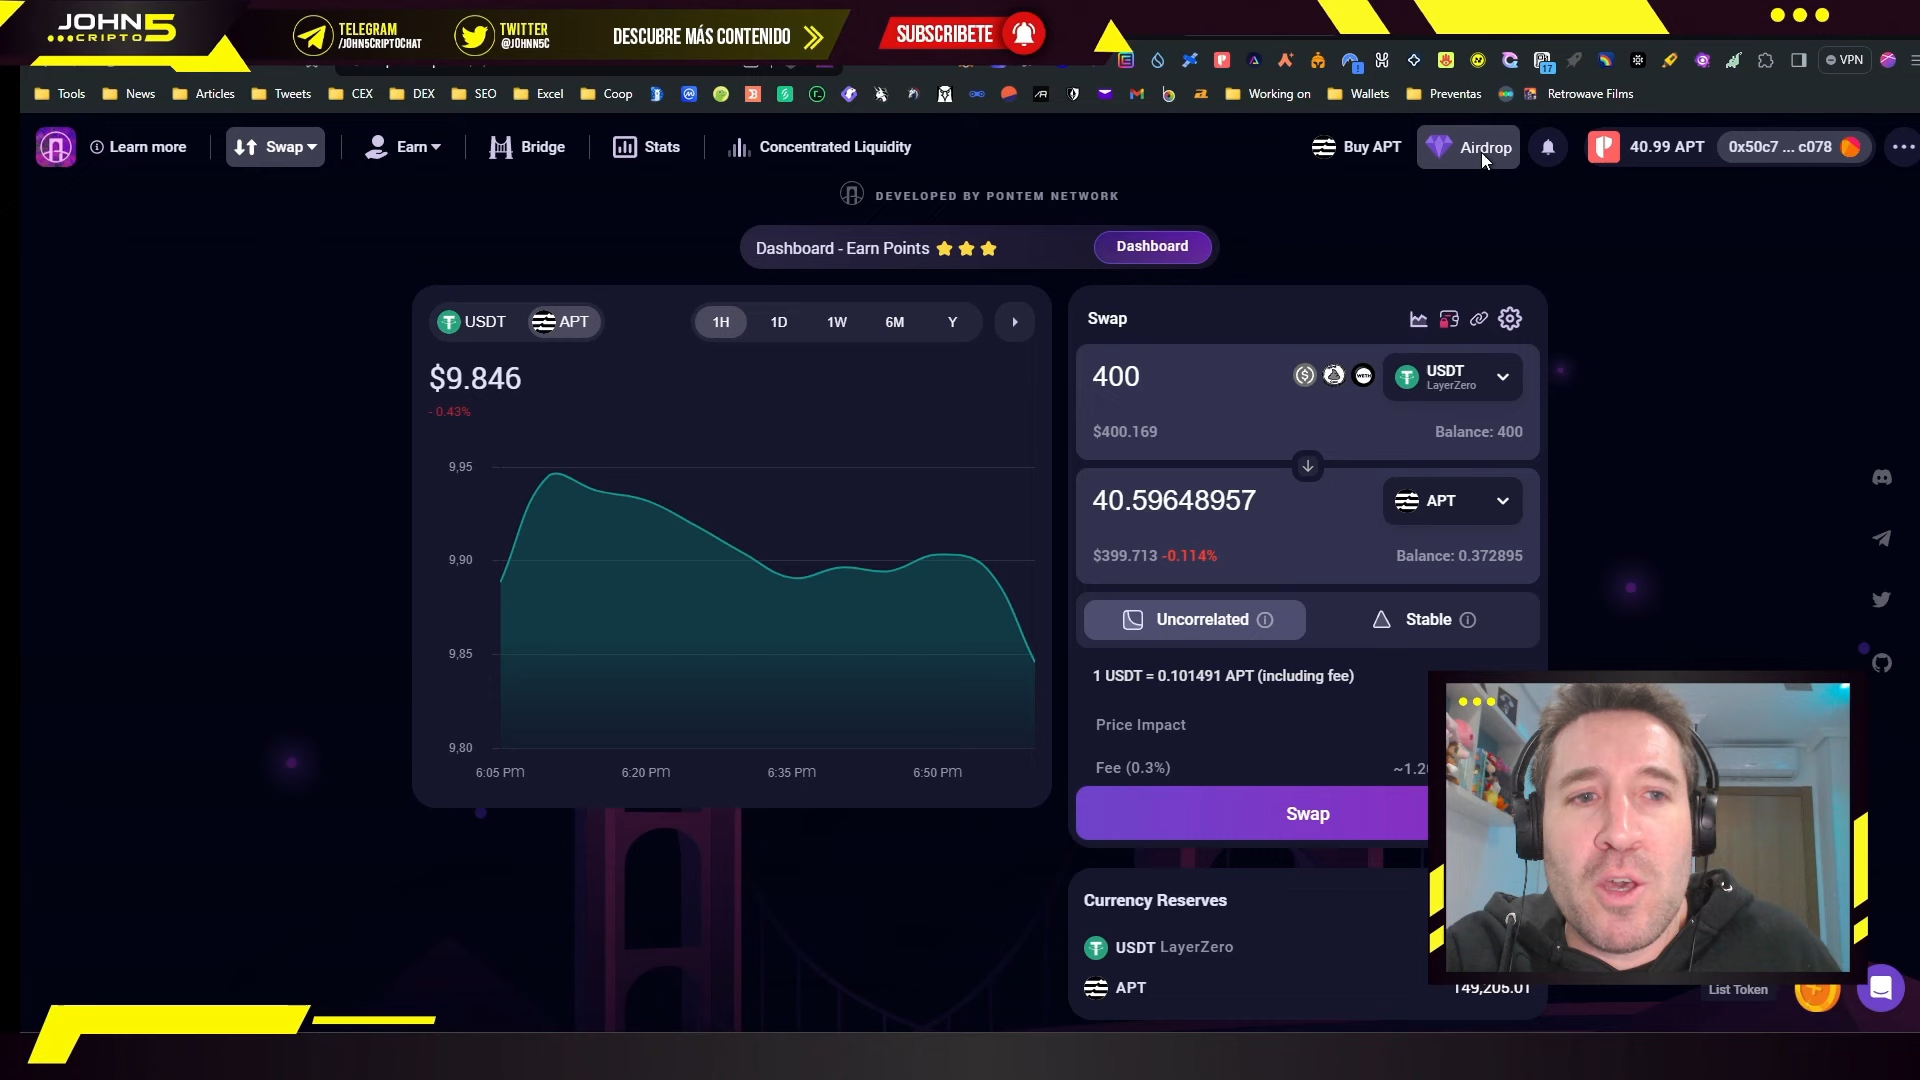 JOHN 5
CRIPTO
TELEGRAM
/JOHN5CRIPTOCHAT
TWITTER
@JOHNN5C
DESCUBRE MÁS CONTENIDO
SUBSCRIBETE
17
VPN
Tools
News
Articles
Tweets
CEX
DEX
SEO
Excel
Coop
Working on
Wallets
Preventas
Retrowave Films
Learn more
Swap
Earn
Bridge
Stats
Concentrated Liquidity
Buy APT
Airdrop
40.99 APT
0x50c7 ... c078
DEVELOPED BY PONTEM NETWORK
Dashboard - Earn Points
Dashboard
USDT
APT
1H
1D
1W
6M
Y
$9.846
- 0.43%
9,95
9,90
9,85
9,80
6:05 PM
6:20 PM
6:35 PM
6:50 PM
Swap
400
USDT
LayerZero
$400.169
Balance: 400
40.59648957
APT
$399.713 -0.114%
Balance: 0.372895
Uncorrelated
Stable
1 USDT = 0.101491 APT (including fee)
Price Impact
Fee (0.3%)
Swap
Currency Reserves
USDT LayerZero
APT
149,205.01
List Token